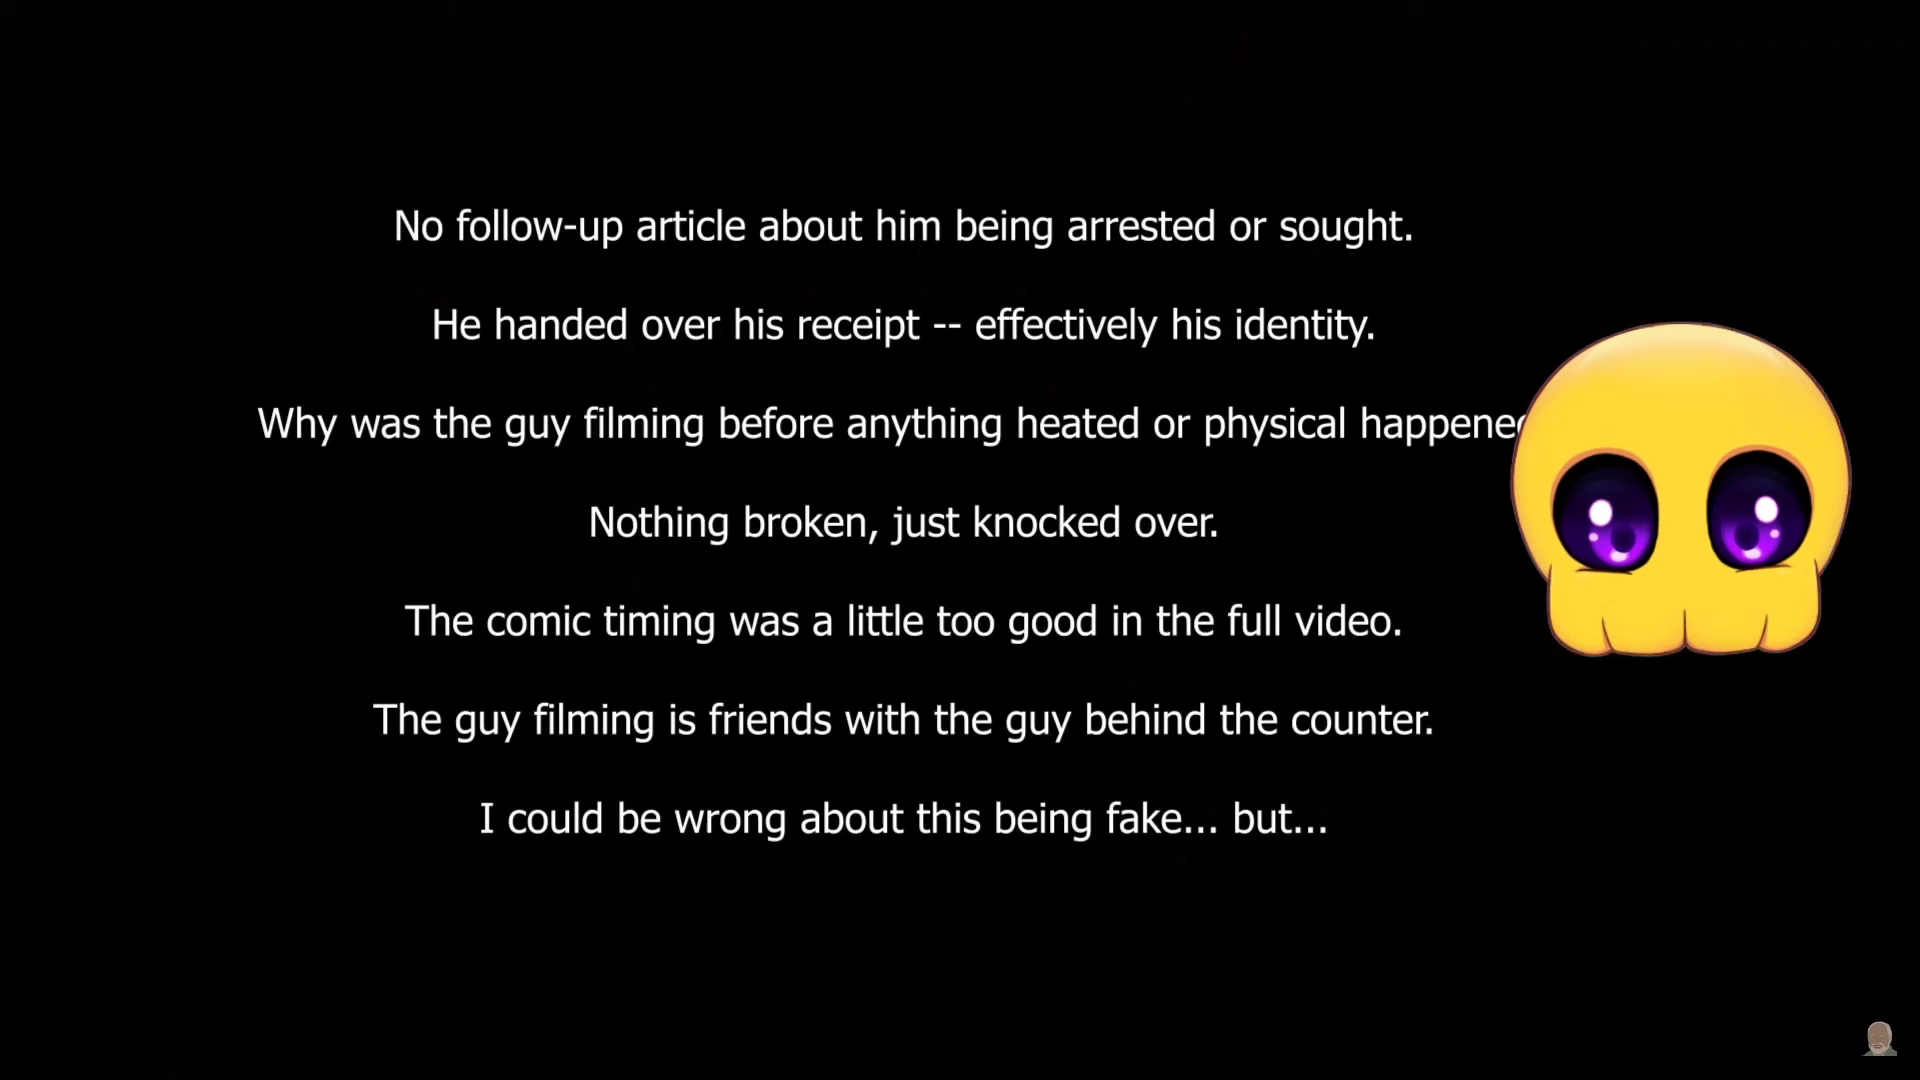 No follow-up article about him being arrested or sought.
He handed over his receipt -- effectively his identity.
Why was the guy filming before anything heated or physical
Nothing broken, just knocked over.
The comic timing was a little too good in the full video.
The guy filming is friends with the guy behind the counter.
I could be wrong about this being fake... but...